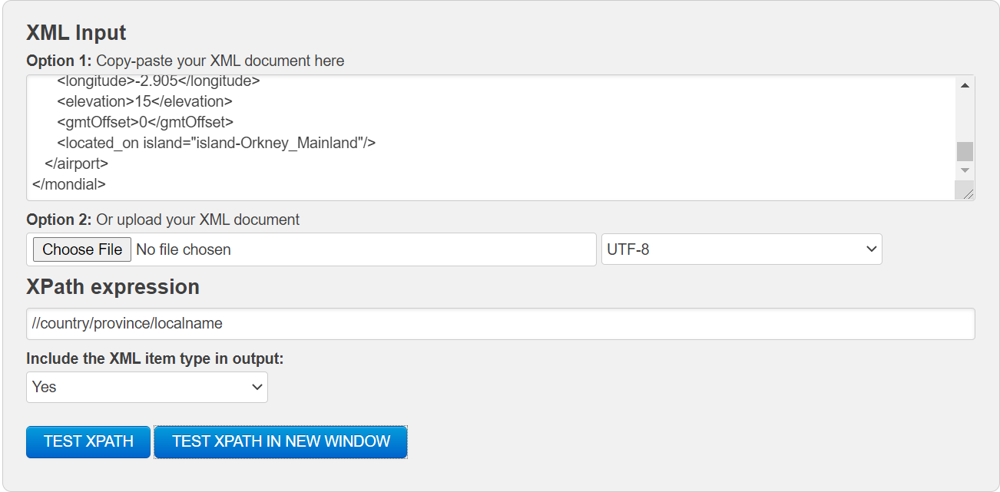 XML Input
Option 1: Copy-paste your XML document here
<longitude>-2.905</longitude>
<elevation>15</elevation>
<gmtOffset>0</gmtOffset>
<located_on island="island-Orkney_Mainland"/>
</airport>
</mondial>
Option 2: Or upload your XML document
Choose File No file chosen
UTF-8
XPath expression
//country/province/localname
Include the XML item type in output:
Yes
TEST XPATH
TEST XPATH IN NEW WINDOW